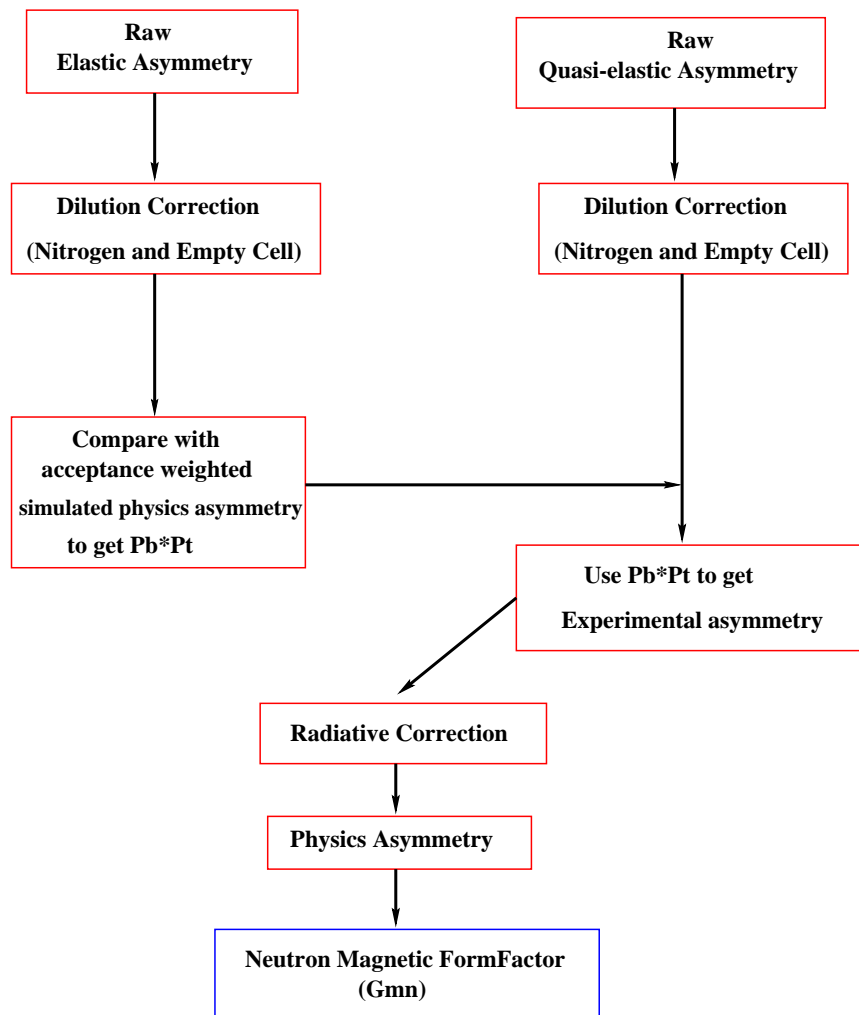 Raw
Elastic Asymmetry
Raw
Quasi-elastic Asymmetry
Dilution Correction
(Nitrogen and Empty Cell)
Dilution Correction
(Nitrogen and Empty Cell)
Compare with
acceptance weighted
simulated physics asymmetry
to get Pb*Pt
Use Pb*Pt to get
Experimental asymmetry
Radiative Correction
Physics Asymmetry
Neutron Magnetic FormFactor
(Gmn)